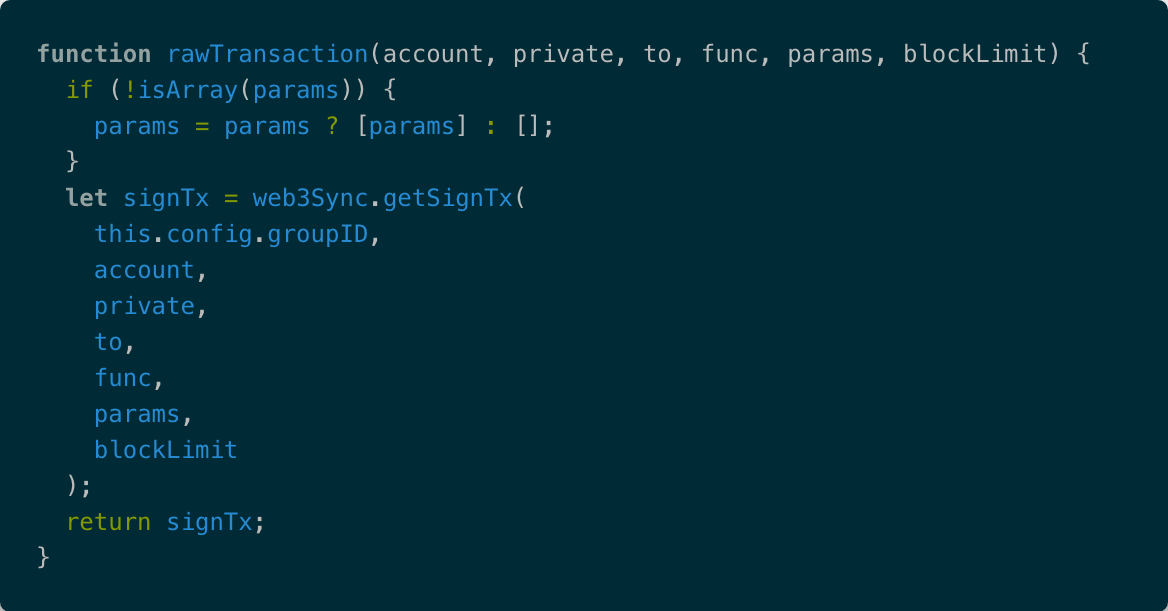 function rawTransaction(account, private, to, func, params, blockLimit) {
  if (!isArray(params)) {
    params = params ? [params] : [];
  }
  let signTx = web3Sync.getSignTx(
    this.config.groupID,
    account,
    private,
    to,
    func,
    params,
    blockLimit
  );
  return signTx;
}